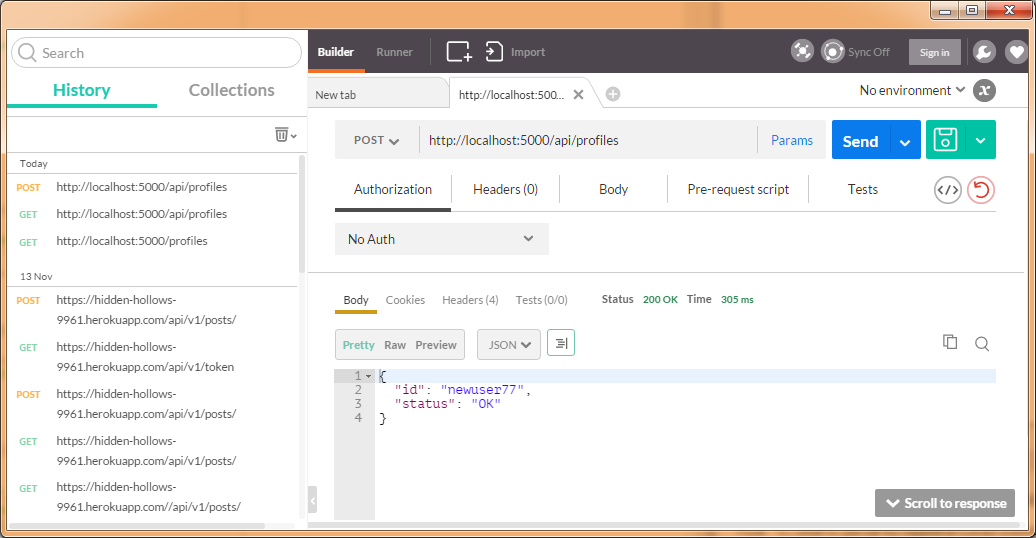 Search
History
Collections
Today
POST http://localhost:5000/api/profiles
GET http://localhost:5000/api/profiles
GET http://localhost:5000/profiles
13 Nov
POST https://hidden-hollows-
9961.herokuapp.com/api/v1/posts/
GET https://hidden-hollows-
9961.herokuapp.com/api/v1/token
POST https://hidden-hollows-
9961.herokuapp.com/api/v1/posts/
GET https://hidden-hollows-
9961.herokuapp.com/api/v1/posts/
GET https://hidden-hollows-
9961.herokuapp.com//api/v1/posts/
Builder Runner Import Sync Off Sign in
New tab http://localhost:500... No environment x
POST http://localhost:5000/api/profiles Params Send
Authorization Headers (0) Body Pre-request script Tests </>
No Auth
Body Cookies Headers (4) Tests (0/0) Status 200 OK Time 305 ms
Pretty Raw Preview JSON
1 {
2 "id": "newuser77",
3 "status": "OK"
4 }
Scroll to response